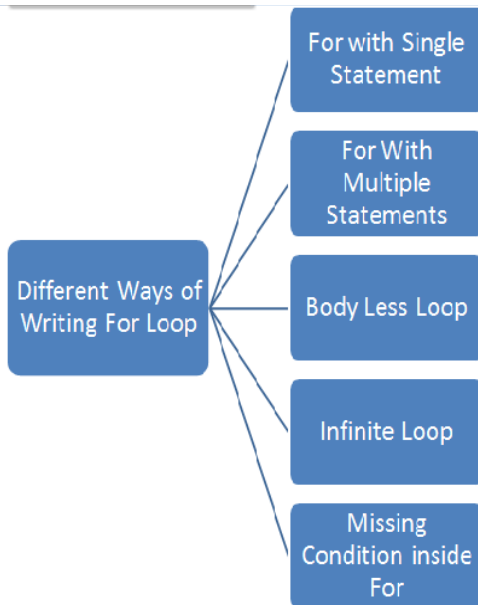 Different Ways of
Writing For Loop
For with Single
Statement
For With
Multiple
Statements
Body Less Loop
Infinite Loop
Missing
Condition inside
For